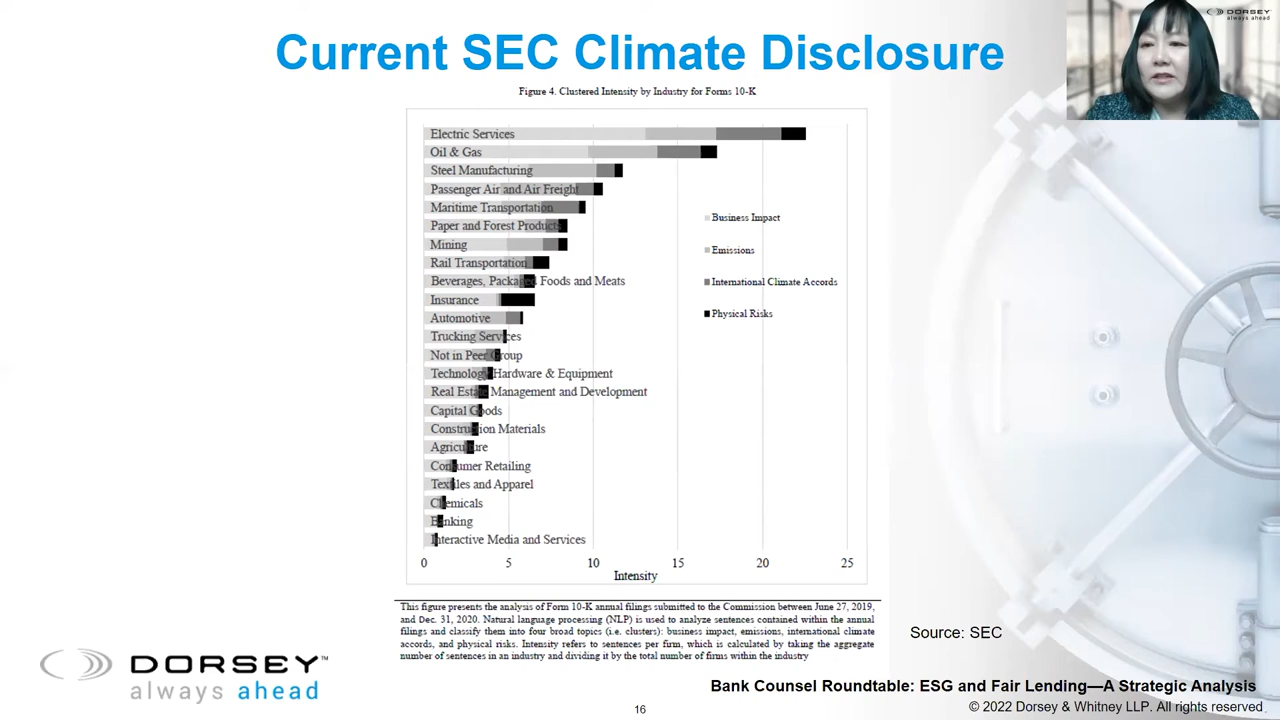 DORSEY
always ahead
Current SEC Climate Disclosure
Figure 4. Clustered Intensity by Industry for Forms 10-K
Electric Services
Oil & Gas
Steel Manufacturing
Passenger Air and Air Freight
Maritime Transportation
Paper and Forest Products
Business Impact
Mining
Emissions
Rail Transportation
Beverages, Packaged Foods and Meats
International Climate Accords
Insurance
Physical Risks
Automotive
Trucking Services
Not in Peer Group
Technology Hardware & Equipment
Real Estate Management and Development
Capital Goods
Construction Materials
Agriculture
Consumer Retailing
Textiles and Apparel
Chemicals
Banking
Interactive Media and Services
0 5 10 15 20 25
Intensity
This figure presents the analysis of Form 10-K annual filings submitted to the Commission between June 27, 2019,
and Dec. 31, 2020. Natural language processing (NLP) is used to analyze sentences contained within the annual
filings and classify them into four broad topics (i.e. clusters): business impact, emissions, international climate
accords, and physical risks. Intensity refers to sentences per firm, which is calculated by taking the aggregate
number of sentences in an industry and dividing it by the total number of firms within the industry
Source: SEC
DORSEY™
always ahead
Bank Counsel Roundtable: ESG and Fair Lending—A Strategic Analysis
16
© 2022 Dorsey & Whitney LLP. All rights reserved.